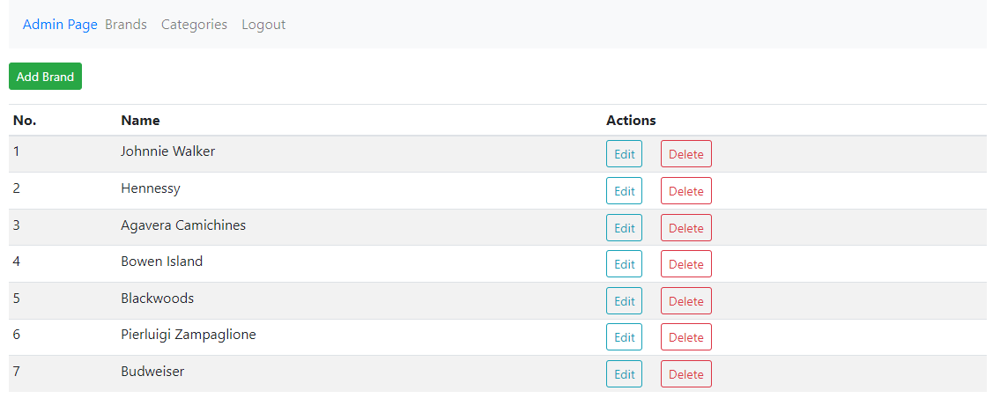 Admin Page Brands Categories Logout
Add Brand
No. Name Actions
1 Johnnie Walker Edit Delete
2 Hennessy Edit Delete
3 Agavera Camichines Edit Delete
4 Bowen Island Edit Delete
5 Blackwoods Edit Delete
6 Pierluigi Zampaglione Edit Delete
7 Budweiser Edit Delete